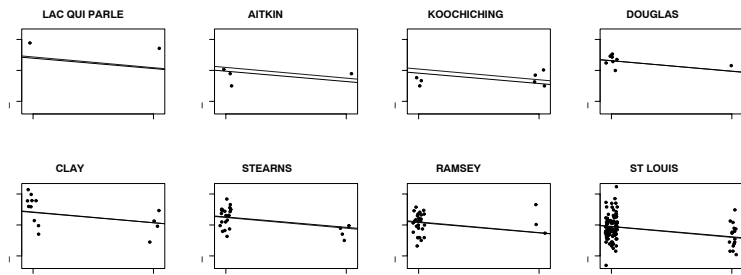 LAC QUI PARLE
AITKIN
KOOCHICHING
DOUGLAS
CLAY
STEARNS
RAMSEY
ST LOUIS